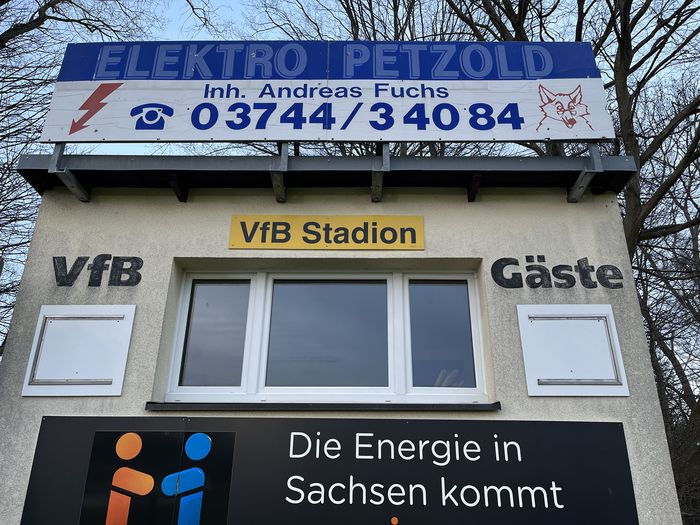 ELEKTRO PETZOLD
Inh. Andreas Fuchs
03744/34084
VfB Stadion
VfB
Gäste
Die Energie in
Sachsen kommt